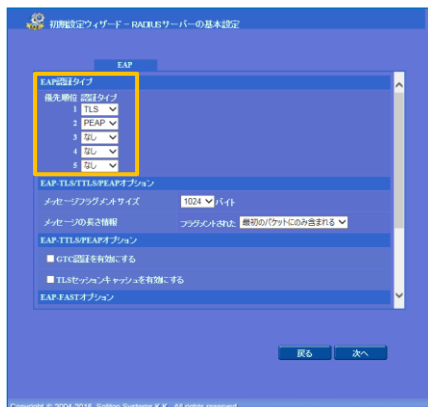 初期設定ウィザード - RADIUSサーバーの基本設定
EAP
EAP認証タイプ
優先順位 認証タイプ
1 TLS
2 PEAP
3 なし
4 なし
5 なし
EAP-TLS/TTLS/PEAPオプション
メッセージフラグメントサイズ 1024 バイト
メッセージの長さ情報 フラグメントされた 最初のパケットにのみ含まれる
EAP-TTLS/PEAPオプション
GTC認証を有効にする
TLSセッションキャッシュを有効にする
EAP-FASTオプション
戻る 次へ
Copyright © 2004-2016, Soliton Systems K.K., All rights reserved.